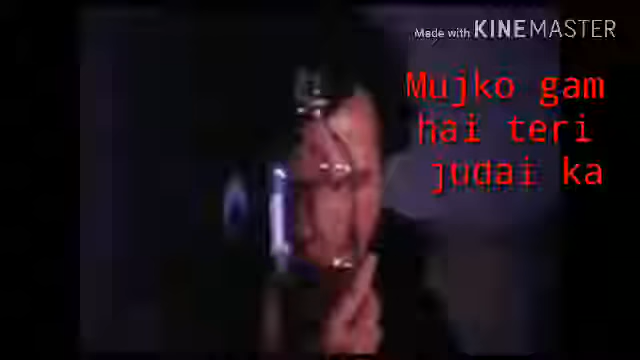 Made with KINEMASTER
Mujko gam
hai teri
judai ka